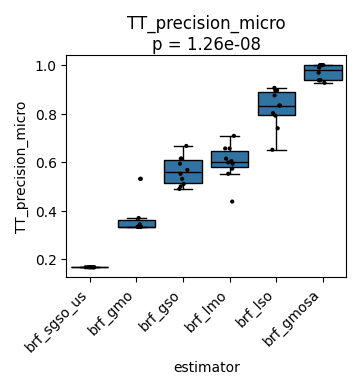 TT_precision_micro
p = 1.26e-08
TT_precision_micro
1.0
0.8
0.6
0.4
0.2
brf_sgso_us
brf_gmo
brf_gso
brf_lmo
brf_lso
brf_gmosa
estimator